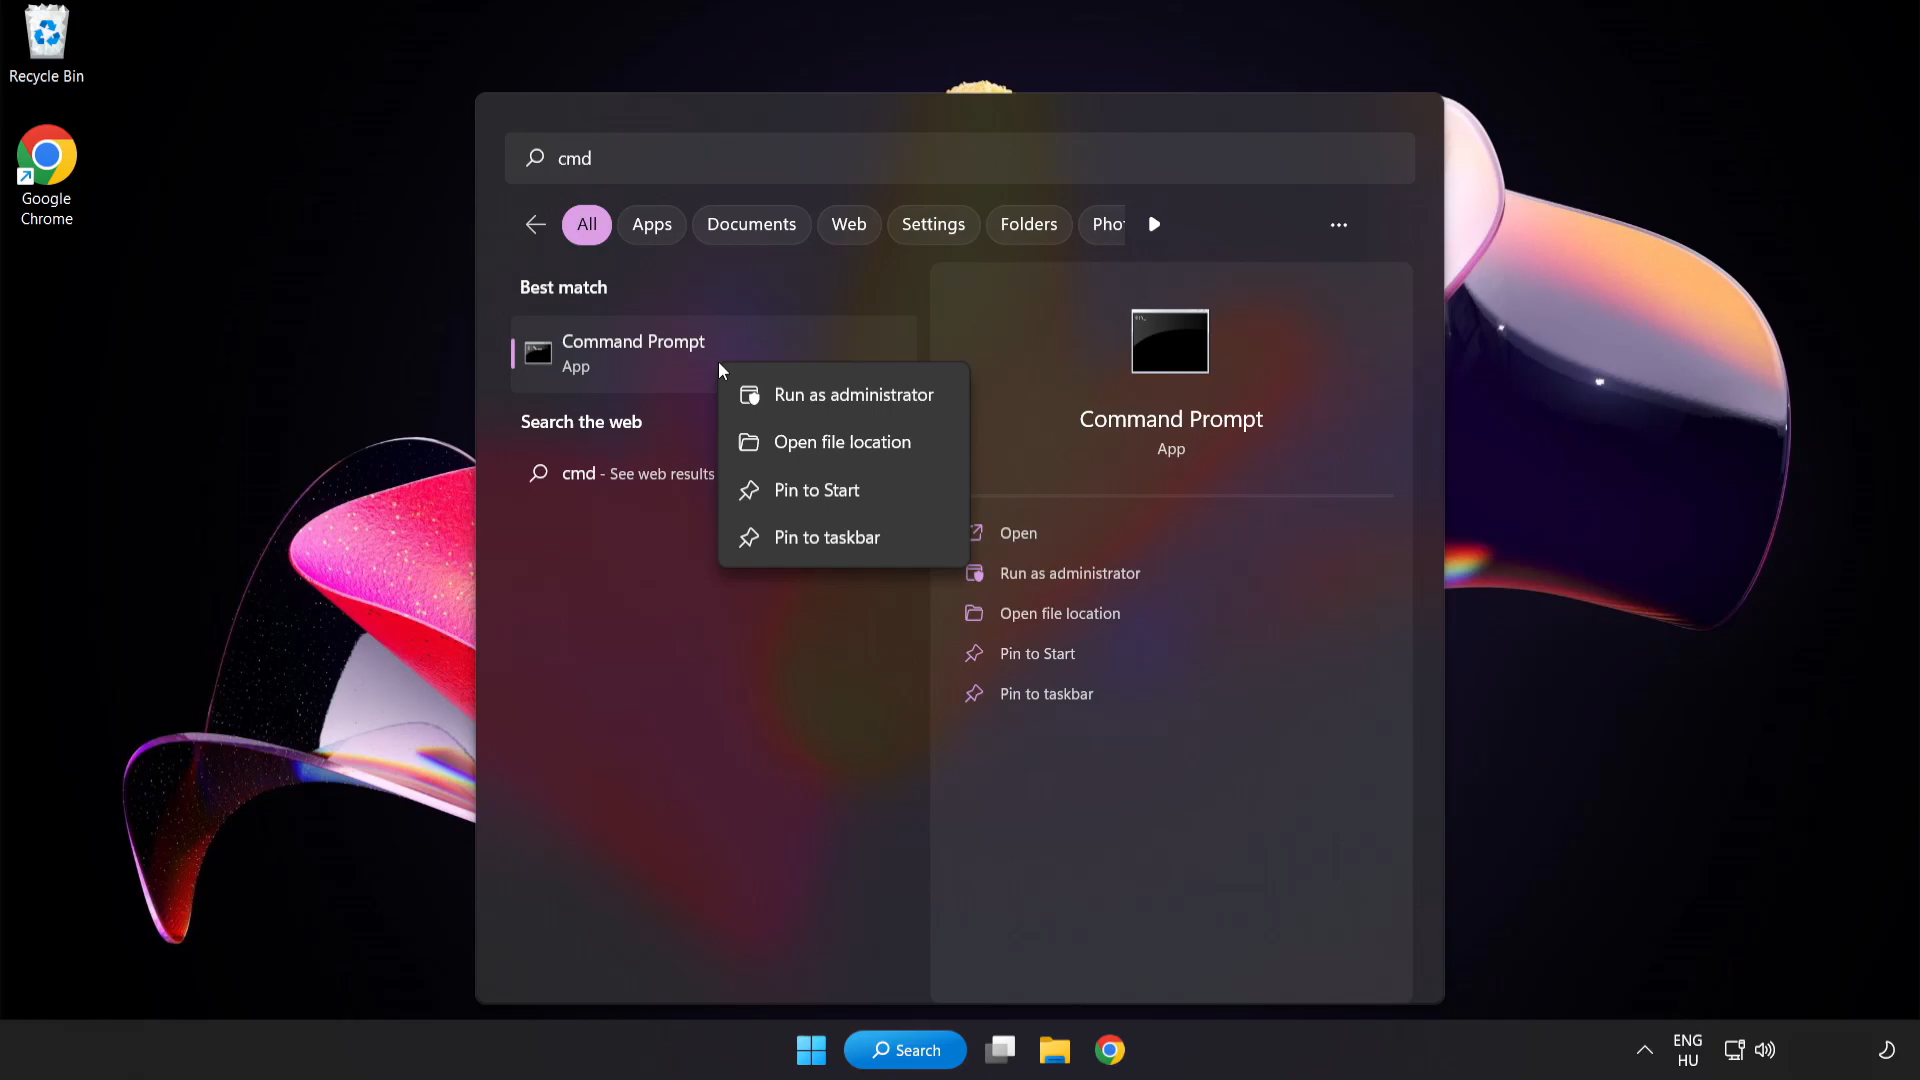 Recycle Bin
Google
Chrome
cmd
All
Apps
Documents
Web
Settings
Folders
Phot
Best match
Command Prompt
App
Search the web
cmd - See web results
Run as administrator
Open file location
Pin to Start
Pin to taskbar
Command Prompt
App
Open
Run as administrator
Open file location
Pin to Start
Pin to taskbar
Search
ENG
HU